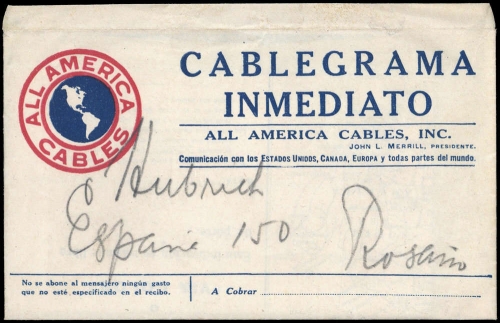 ALL AMERICA CABLES
CABLEGRAMA
INMEDIATO
ALL AMERICA CABLES, INC.
JOHN L. MERRILL, PRESIDENTE.
Comunicación con los ESTADOS UNIDOS, CANADA, EUROPA y todas partes del mundo.
España 150
Rosario
No se abone al mensajero ningún gasto
que no esté especificado en el recibo.
A Cobrar